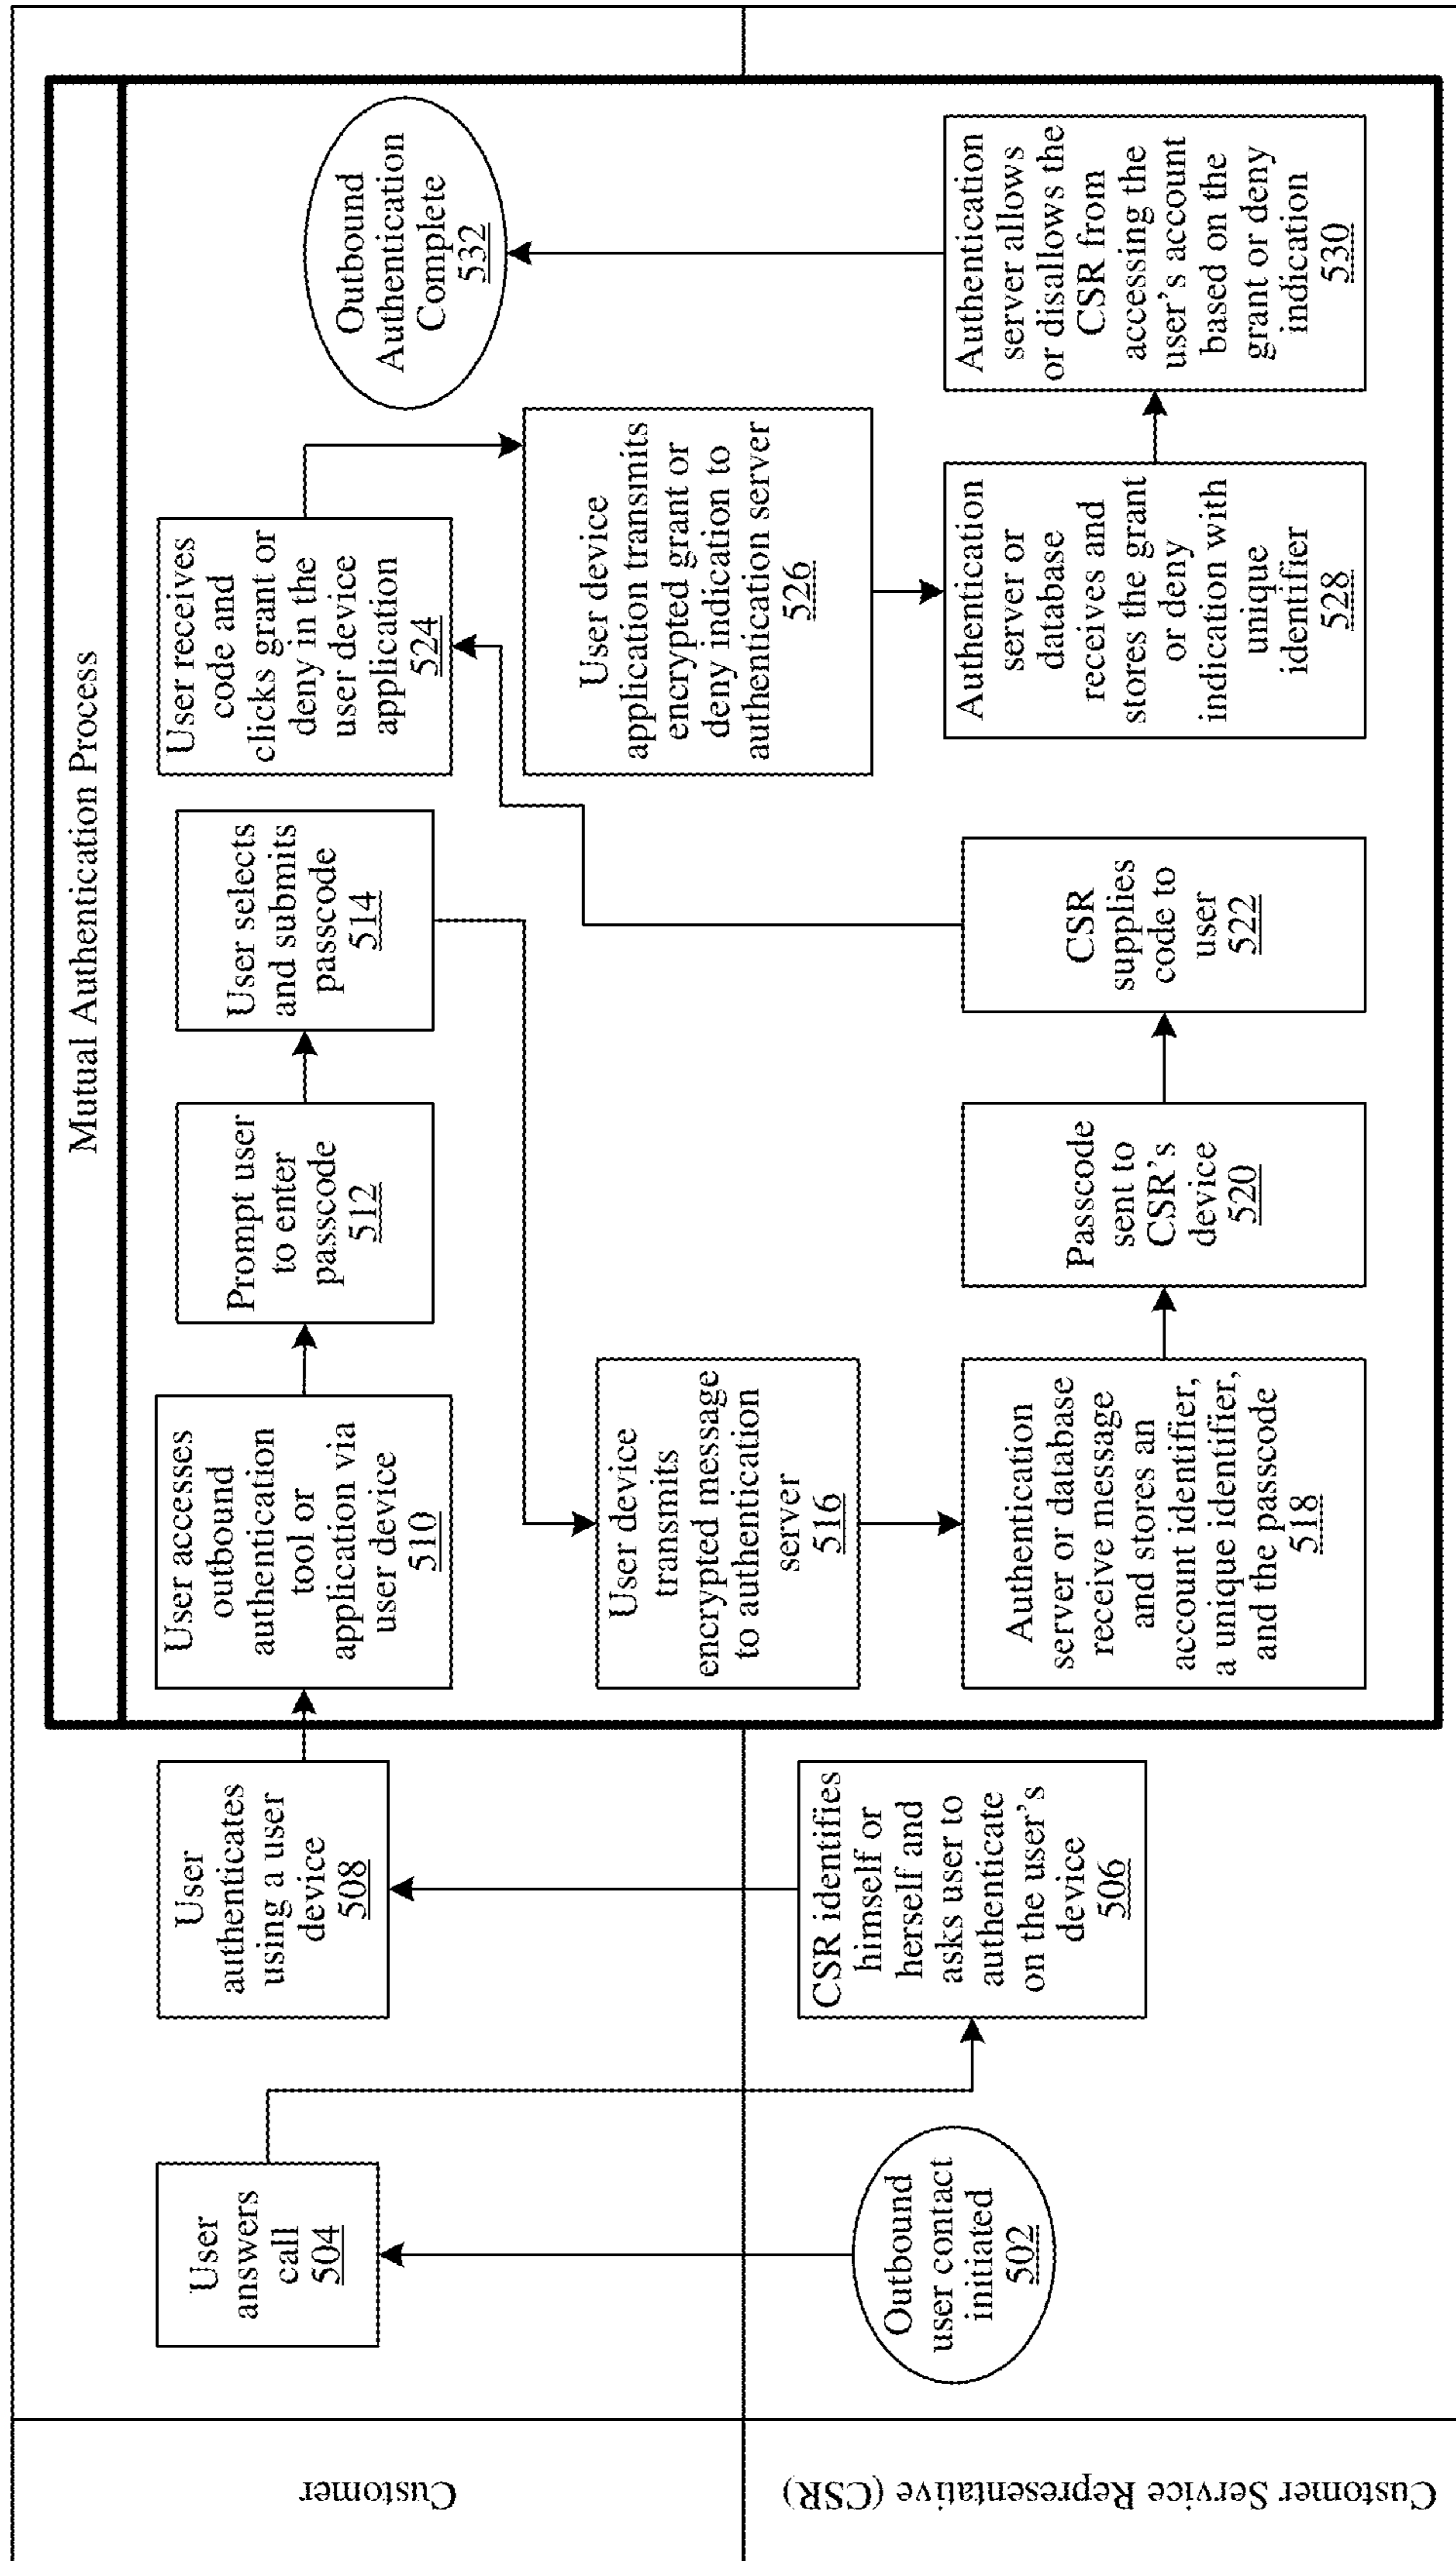 Customer
Customer Service Representative (CSR)
Mutual Authentication Process
Outbound
user contact
initiated
502
User
answers
call
504
CSR identifies
himself or
herself and
asks user to
authenticate
on the user's
device
506
User
authenticates
using a user
device
508
User accesses
outbound
authentication
tool or
application via
user device
510
Prompt user
to enter
passcode
512
User selects
and submits
passcode
514
User device
transmits
encrypted message
to authentication
server
516
Authentication
server or database
receive message
and stores an
account identifier,
a unique identifier,
and the passcode
518
Passcode
sent to
CSR's
device
520
CSR
supplies
code to
user
522
User receives
code and
clicks grant or
deny in the
user device
application
524
User device
application transmits
encrypted grant or
deny indication to
authentication server
526
Authentication
server or
database
receives and
stores the grant
or deny
indication with
unique
identifier
528
Authentication
server allows
or disallows the
CSR from
accessing the
user's account
based on the
grant or deny
indication
530
Outbound
Authentication
Complete
532